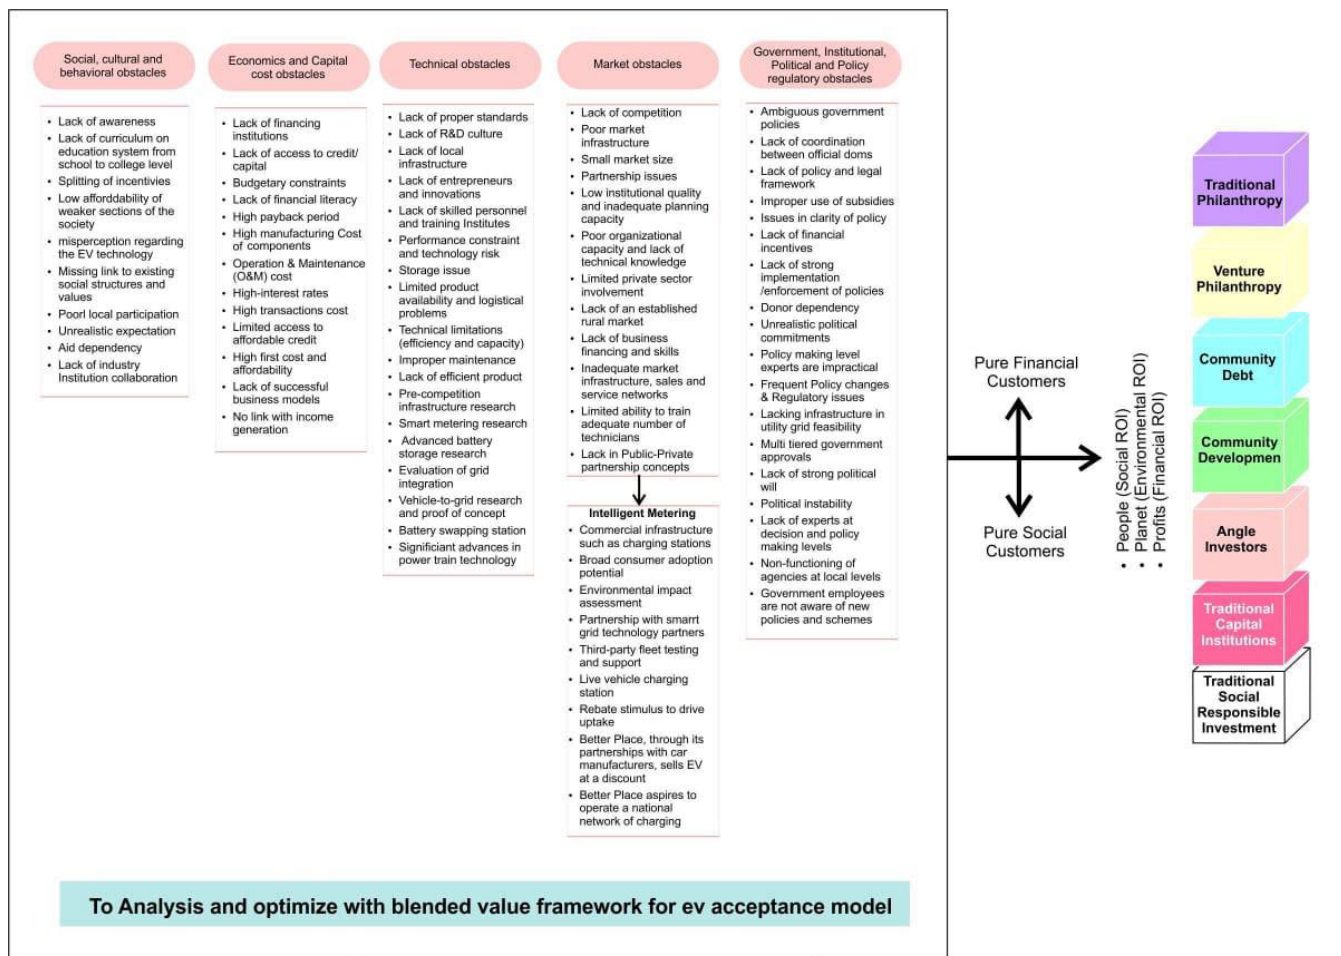 Social, cultural and
behavioral obstacles
• Lack of awareness
• Lack of curriculum on
education system from
school to college level
• Splitting of incentivies
• Low afforddability of
weaker sections of the
society
• misperception regarding
the EV technology
• Missing link to existing
social structures and
values
• Poorl local participation
• Unrealistic expectation
• Aid dependency
• Lack of industry
Institution collaboration
Economics and Capital
cost obstacles
• Lack of financing
institutions
• Lack of access to credit/
capital
• Budgetary constraints
• Lack of financial literacy
• High payback period
• High manufacturing Cost
of components
• Operation & Maintenance
(O&M) cost
• High-interest rates
• High transactions cost
• Limited access to
affordable credit
• High first cost and
affordability
• Lack of successful
business models
• No link with income
generation
Technical obstacles
• Lack of proper standards
• Lack of R&D culture
• Lack of local
infrastructure
• Lack of entrepreneurs
and innovations
• Lack of skilled personnel
and training Institutes
• Performance constraint
and technology risk
• Storage issue
• Limited product
availability and logistical
problems
• Technical limitations
(efficiency and capacity)
• Improper maintenance
• Lack of efficient product
• Pre-competition
infrastructure research
• Smart metering research
• Advanced battery
storage research
• Evaluation of grid
integration
• Vehicle-to-grid research
and proof of concept
• Battery swapping station
• Significiant advances in
power train technology
Market obstacles
• Lack of competition
• Poor market
infrastructure
• Small market size
• Partnership issues
• Low institutional quality
and inadequate planning
capacity
• Poor organizational
capacity and lack of
technical knowledge
• Limited private sector
involvement
• Lack of an established
rural market
• Lack of business
financing and skills
• Inadequate market
infrastructure, sales and
service networks
• Limited ability to train
adequate number of
technicians
• Lack in Public-Private
partnership concepts
Intelligent Metering
• Commercial infrastructure
such as charging stations
• Broad consumer adoption
potential
• Environmental impact
assessment
• Partnership with smarrt
grid technology partners
• Third-party fleet testing
and support
• Live vehicle charging
station
• Rebate stimulus to drive
uptake
• Better Place, through its
partnerships with car
manufacturers, sells EV
at a discount
• Better Place aspires to
operate a national
network of charging
Government, Institutional,
Political and Policy
regulatory obstacles
• Ambiguous government
policies
• Lack of coordination
between official doms
• Lack of policy and legal
framework
• Improper use of subsidies
• Issues in clarity of policy
• Lack of financial
incentives
• Lack of strong
implementation
/enforcement of policies
• Donor dependency
• Unrealistic political
commitments
• Policy making level
experts are impractical
• Frequent Policy changes
& Regulatory issues
• Lacking infrastructure in
utility grid feasibility
• Multi tiered government
approvals
• Lack of strong political
will
• Political instability
• Lack of experts at
decision and policy
making levels
• Non-functioning of
agencies at local levels
• Government employees
are not aware of new
policies and schemes
To Analysis and optimize with blended value framework for ev acceptance model
Pure Financial
Customers
Pure Social
Customers
• People (Social ROI)
• Planet (Environmental ROI)
• Profits (Financial ROI)
Traditional
Philanthropy
Venture
Philanthropy
Community
Debt
Community
Developmen
Angle
Investors
Traditional
Capital
Institutions
Traditional
Social
Responsible
Investment